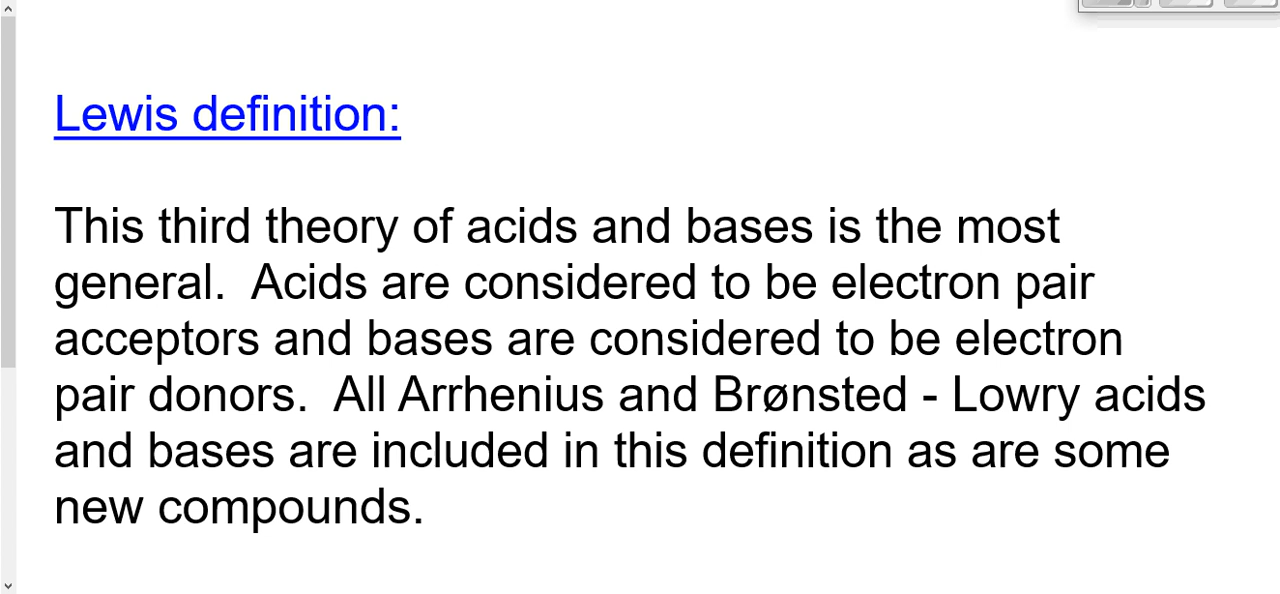 Lewis definition:
This third theory of acids and bases is the most
general.  Acids are considered to be electron pair
acceptors and bases are considered to be electron
pair donors.  All Arrhenius and Brønsted - Lowry acids
and bases are included in this definition as are some
new compounds.